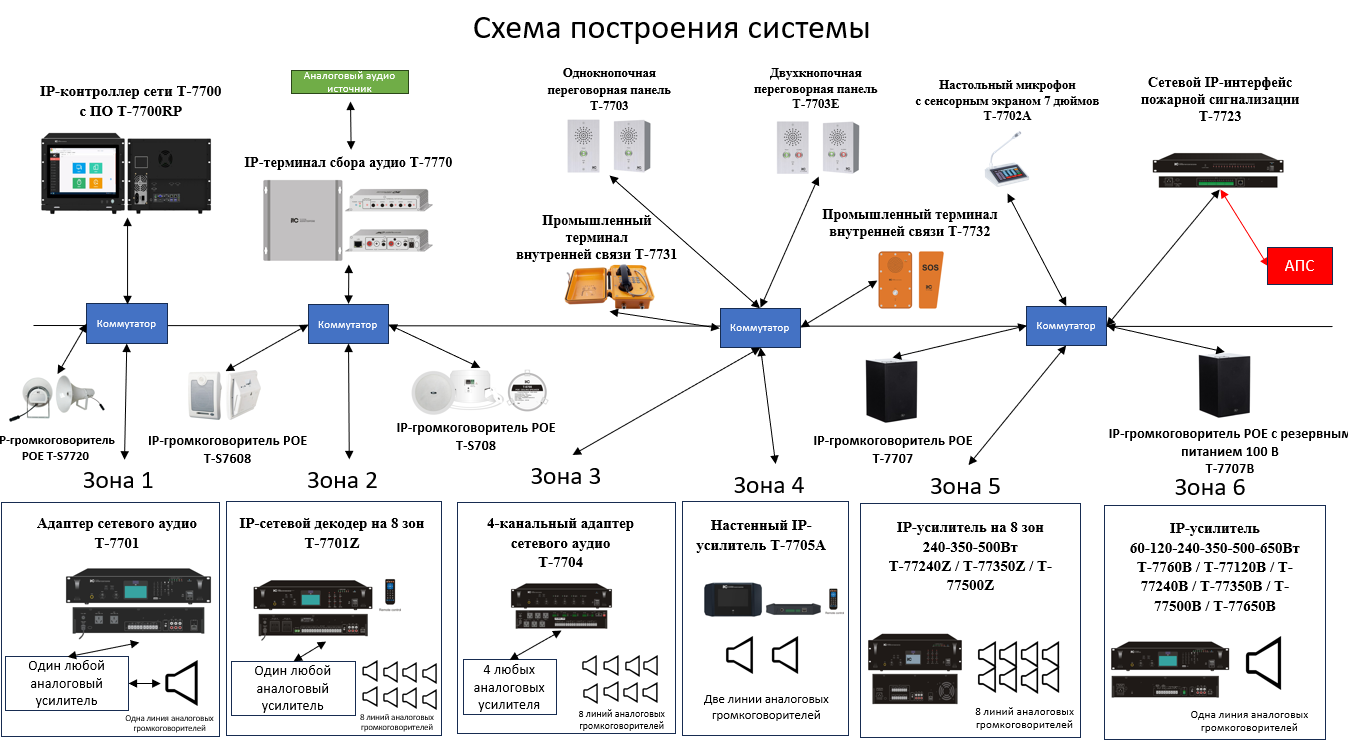 Схема построения системы
IP-контроллер сети T-7700
с ПО T-7700RP
Аналоговый аудио
источник
IP-терминал сбора аудио T-7770
Однокнопочная
переговорная панель
T-7703
Двухкнопочная
переговорная панель
T-7703E
Настольный микрофон
с сенсорным экраном 7 дюймов
T-7702A
Сетевой IP-интерфейс
пожарной сигнализации
T-7723
Промышленный
терминал
внутренней связи T-7731
Промышленный терминал
внутренней связи T-7732
SOS
АПС
Коммутатор
Коммутатор
Коммутатор
Коммутатор
P-громкоговоритель
POE T-S7720
IP-громкоговоритель POE
T-S7608
IP-громкоговоритель POE
T-S708
IP-громкоговоритель POE
T-7707
IP-громкоговоритель POE с резервным
питанием 100 В
T-7707B
Зона 1
Зона 2
Зона 3
Зона 4
Зона 5
Зона 6
Адаптер сетевого аудио
T-7701
Один любой
аналоговый
усилитель
Одна линия аналоговых
громкоговорителей
IP-сетевой декодер на 8 зон
T-7701Z
Remote control
Один любой
аналоговый
усилитель
8 линий аналоговых
громкоговорителей
4-канальный адаптер
сетевого аудио
T-7704
4 любых
аналоговых
усилителя
8 линий аналоговых
громкоговорителей
Настенный IP-
усилитель T-7705A
Remote control
Две линии аналоговых
громкоговорителей
IP-усилитель на 8 зон
240-350-500Вт
T-77240Z / T-77350Z / T-
77500Z
8 линий аналоговых
громкоговорителей
IP-усилитель
60-120-240-350-500-650Вт
T-7760B / T-77120B / T-
77240B / T-77350B / T-
77500B / T-77650B
Одна линия аналоговых
громкоговорителей